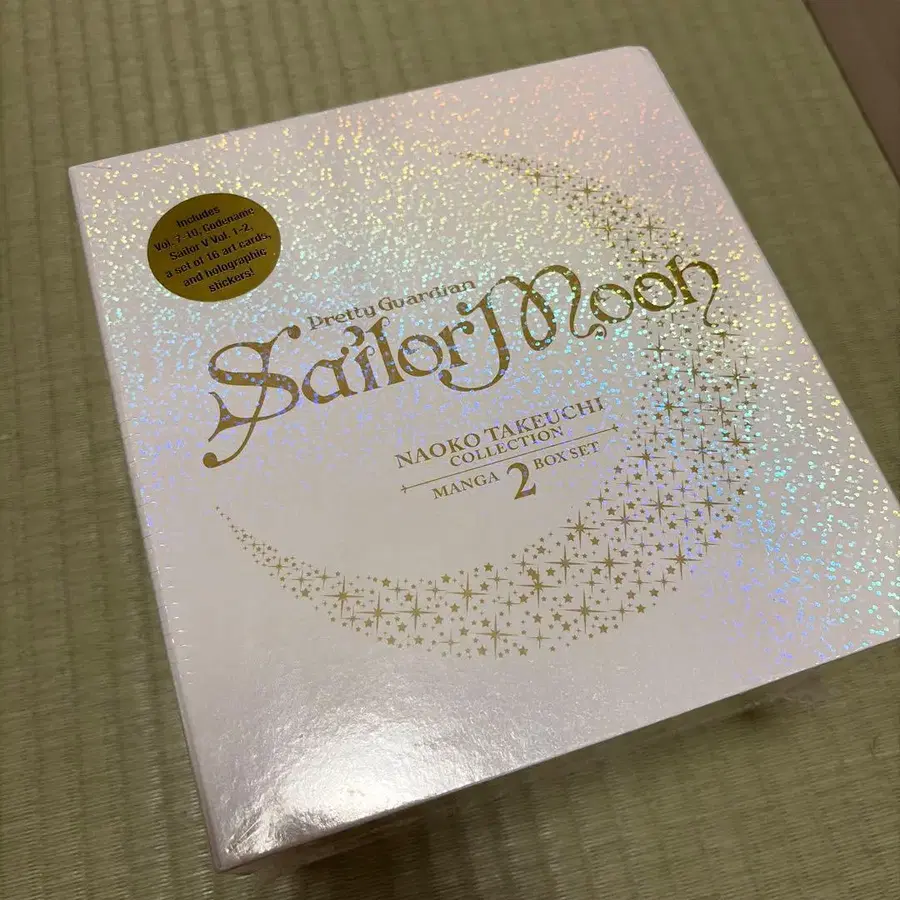 Includes
Vol. 7-10, Codename
Sailor V Vol. 1-2,
a set of 16 art cards,
and holographic
stickers!
Pretty Guardian
Sailor Moon
NAOKO TAKEUCHI
COLLECTION
MANGA 2 BOX SET